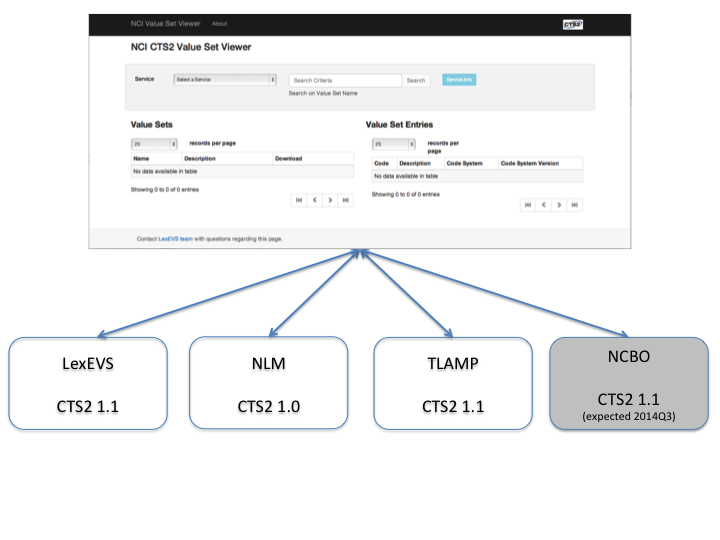 NCI Value Set Viewer About CTS2
NCI CTS2 Value Set Viewer
Service Select a Service Search Criteria Search Service Info
Search on Value Set Name
Value Sets
25 records per page
Name Description Download
No data available in table
Showing 0 to 0 of 0 entries
Value Set Entries
25 records per
page
Code Description Code System Code System Version
No data available in table
Showing 0 to 0 of 0 entries
Contact LexEVS team with questions regarding this page.
LexEVS
CTS2 1.1
NLM
CTS2 1.0
TLAMP
CTS2 1.1
NCBO
CTS2 1.1
(expected 2014Q3)